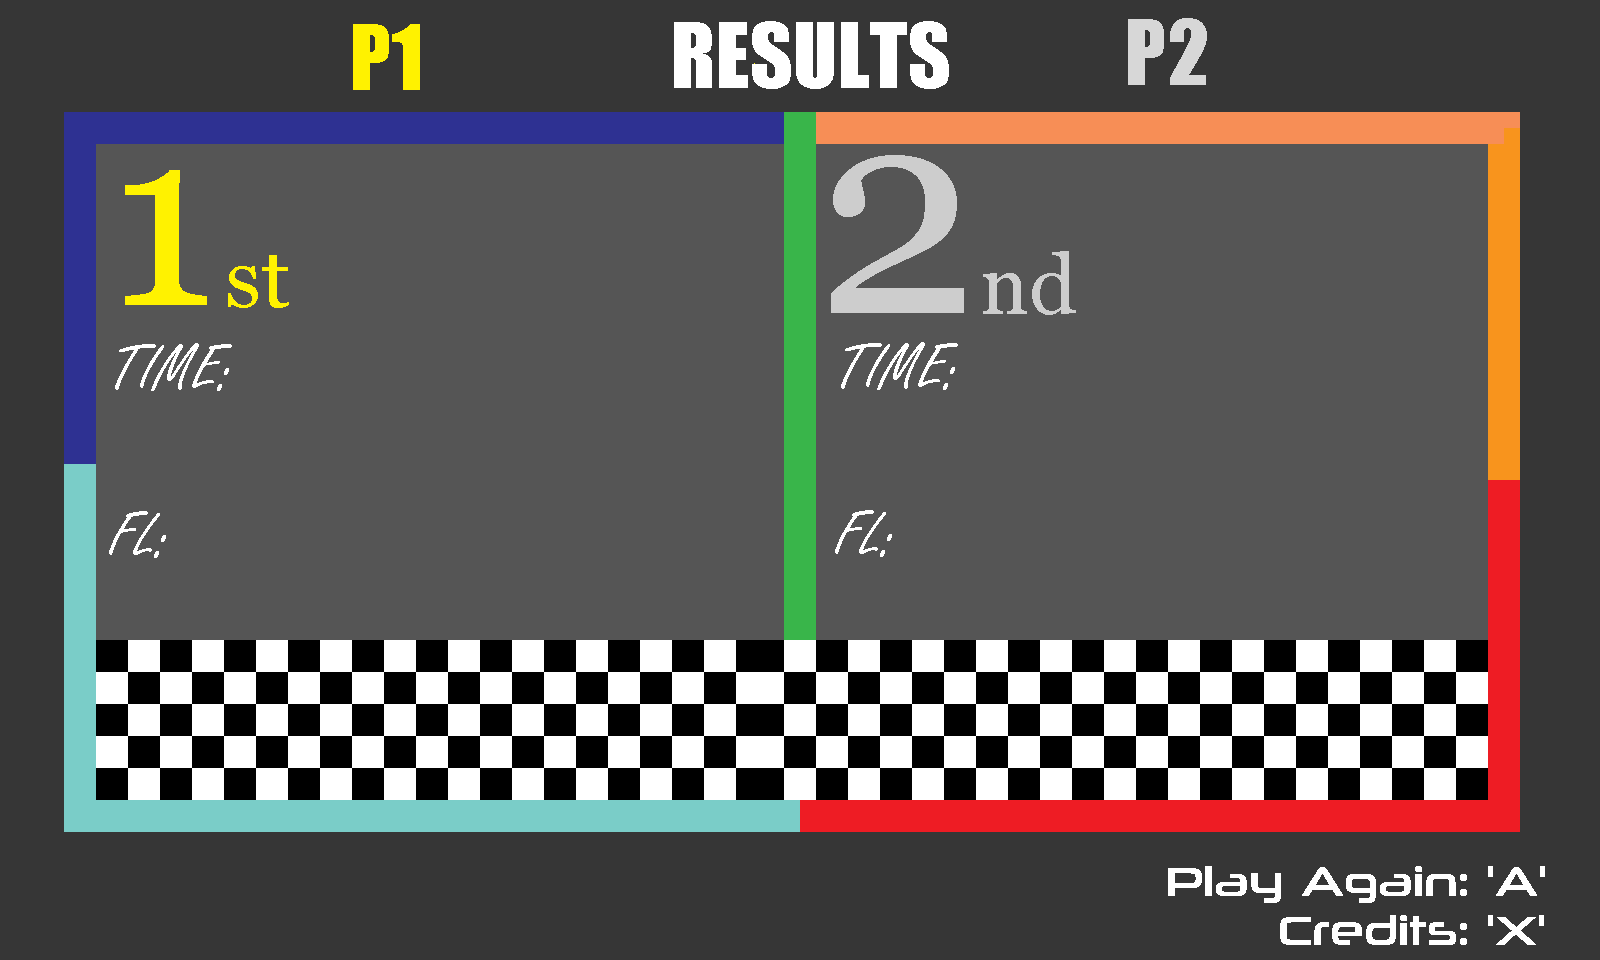 P1 RESULTS P2
1st
TIME:
FL:
2nd
TIME:
FL:
Play Again: 'A'
Credits: 'X'